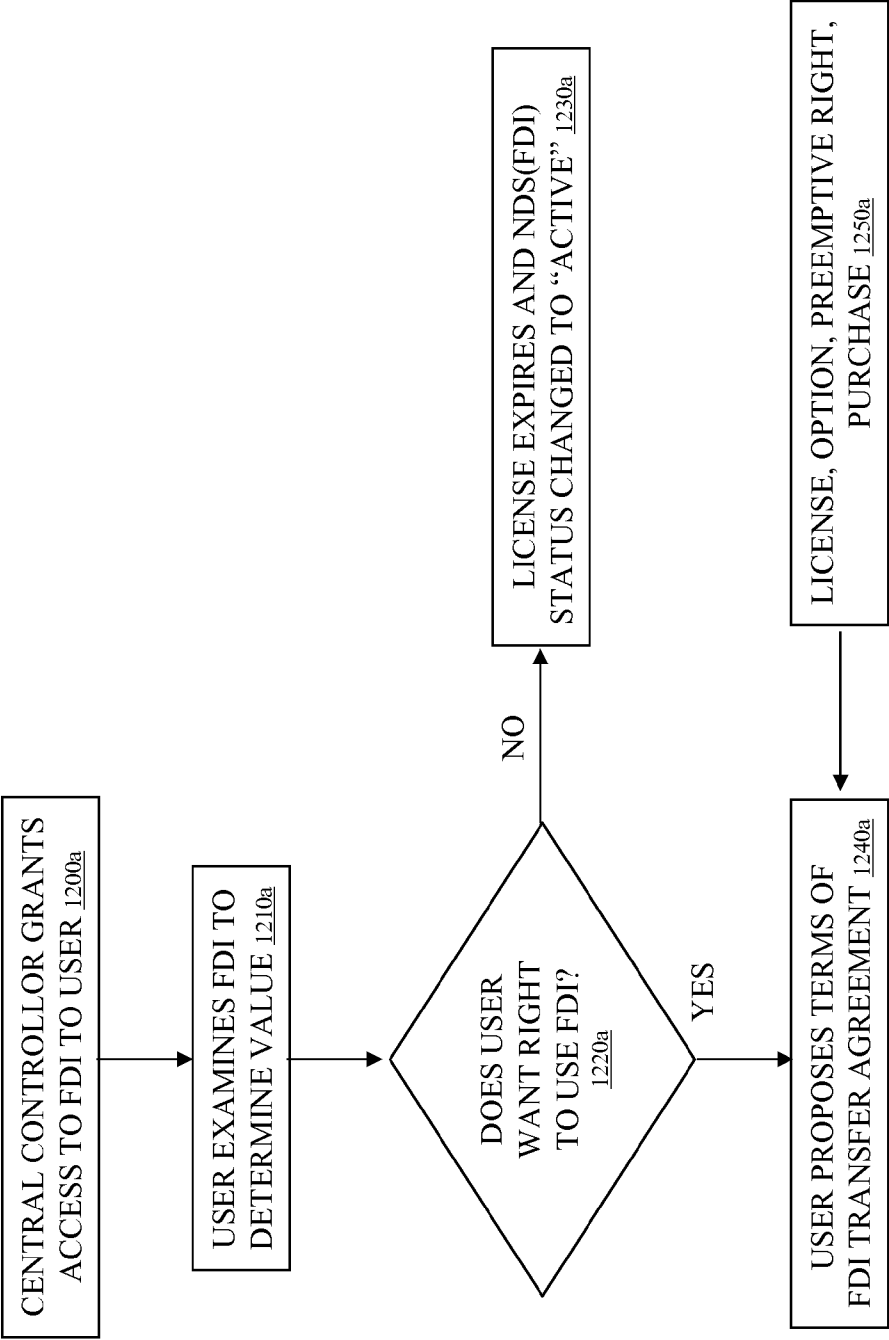 CENTRAL CONTROLLOR GRANTS
ACCESS TO FDI TO USER 1200a
USER EXAMINES FDI TO
DETERMINE VALUE 1210a
DOES USER
WANT RIGHT
TO USE FDI?
1220a
NO
LICENSE EXPIRES AND NDS(FDI)
STATUS CHANGED TO “ACTIVE” 1230a
YES
USER PROPOSES TERMS OF
FDI TRANSFER AGREEMENT 1240a
LICENSE, OPTION, PREEMPTIVE RIGHT,
PURCHASE 1250a